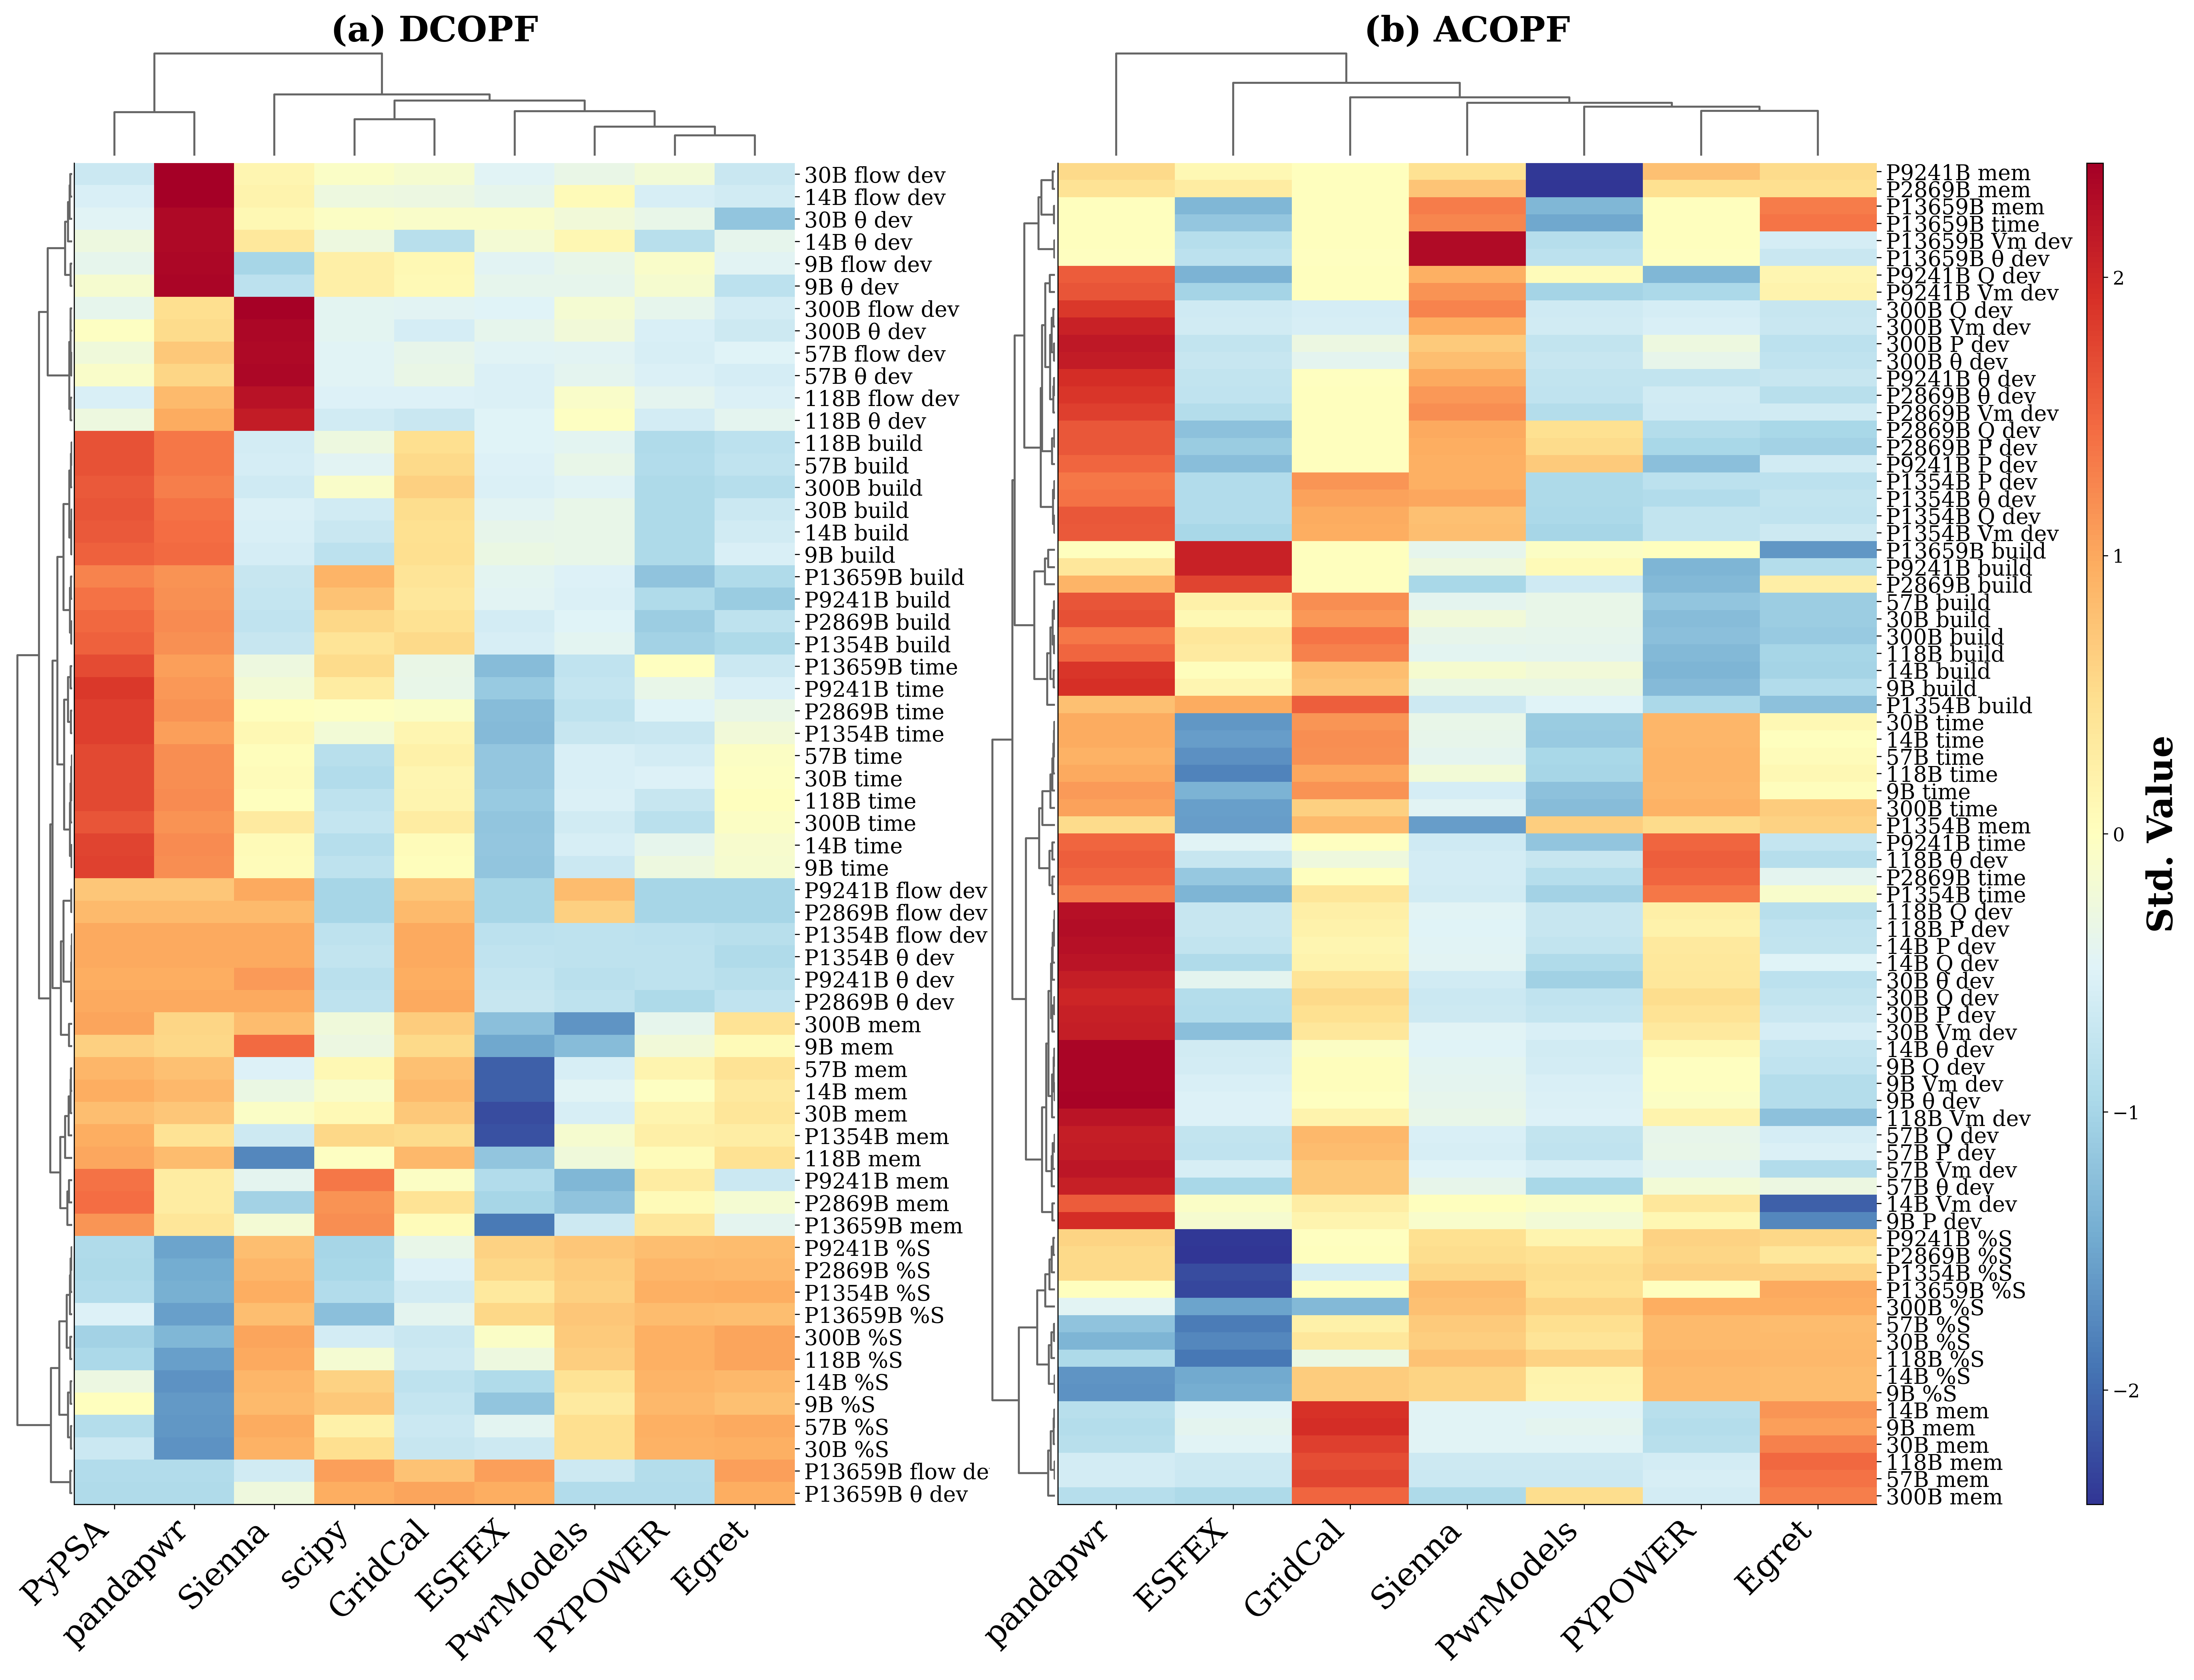 (a) DCOPF
30B flow dev
14B flow dev
30B θ dev
14B θ dev
9B flow dev
9B θ dev
300B flow dev
300B θ dev
57B flow dev
57B θ dev
118B flow dev
118B θ dev
118B build
57B build
300B build
30B build
14B build
9B build
P13659B build
P9241B build
P2869B build
P1354B build
P13659B time
P9241B time
P2869B time
P1354B time
57B time
30B time
118B time
300B time
14B time
9B time
P9241B flow dev
P2869B flow dev
P1354B flow dev
P1354B θ dev
P9241B θ dev
P2869B θ dev
300B mem
9B mem
57B mem
14B mem
30B mem
P1354B mem
118B mem
P9241B mem
P2869B mem
P13659B mem
P9241B %S
P2869B %S
P1354B %S
P13659B %S
300B %S
118B %S
14B %S
9B %S
57B %S
30B %S
P13659B flow de
P13659B θ dev
PyPSA
pandapwr
Sienna
scipy
GridCal
ESFEX
PwrModels
PYPOWER
Egret
(b) ACOPF
P9241B mem
P2869B mem
P13659B mem
P13659B time
P13659B Vm dev
P13659B θ dev
P9241B Q dev
P9241B Vm dev
300B Q dev
300B Vm dev
300B P dev
300B θ dev
P9241B θ dev
P2869B θ dev
P2869B Vm dev
P2869B Q dev
P2869B P dev
P9241B P dev
P1354B P dev
P1354B θ dev
P1354B Q dev
P1354B Vm dev
P13659B build
P9241B build
P2869B build
57B build
30B build
300B build
118B build
14B build
9B build
P1354B build
30B time
14B time
57B time
118B time
9B time
300B time
P1354B mem
P9241B time
118B θ dev
P2869B time
P1354B time
118B Q dev
118B P dev
14B P dev
14B Q dev
30B θ dev
30B Q dev
30B P dev
30B Vm dev
14B θ dev
9B Q dev
9B Vm dev
9B θ dev
118B Vm dev
57B Q dev
57B P dev
57B Vm dev
57B θ dev
14B Vm dev
9B P dev
P9241B %S
P2869B %S
P1354B %S
P13659B %S
300B %S
57B %S
30B %S
118B %S
14B %S
9B %S
14B mem
9B mem
30B mem
118B mem
57B mem
300B mem
pandapwr
ESFEX
GridCal
Sienna
PwrModels
PYPOWER
Egret
2
1
0
−1
−2
Std. Value